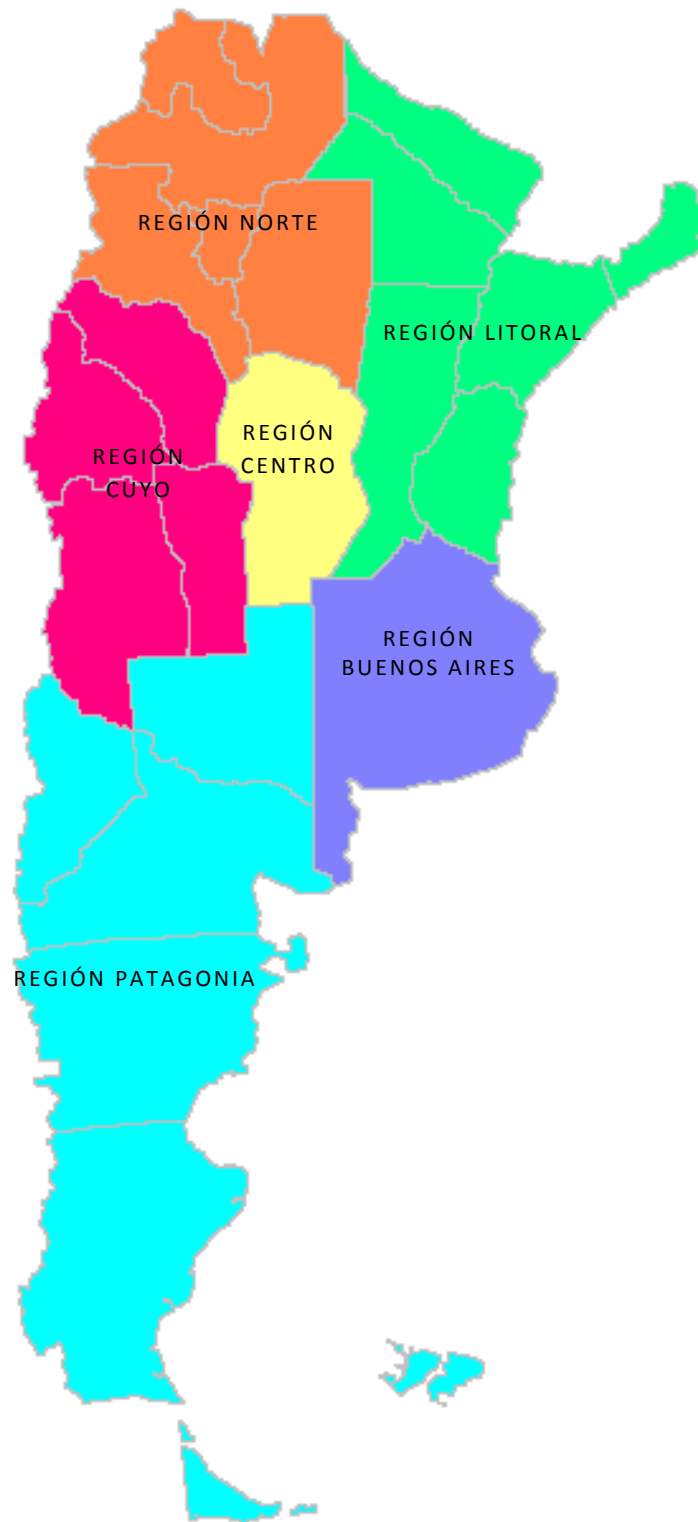 REGIÓN NORTE
REGIÓN LITORAL
REGIÓN
CENTRO
REGIÓN
CUYO
REGIÓN
BUENOS AIRES
REGIÓN PATAGONIA